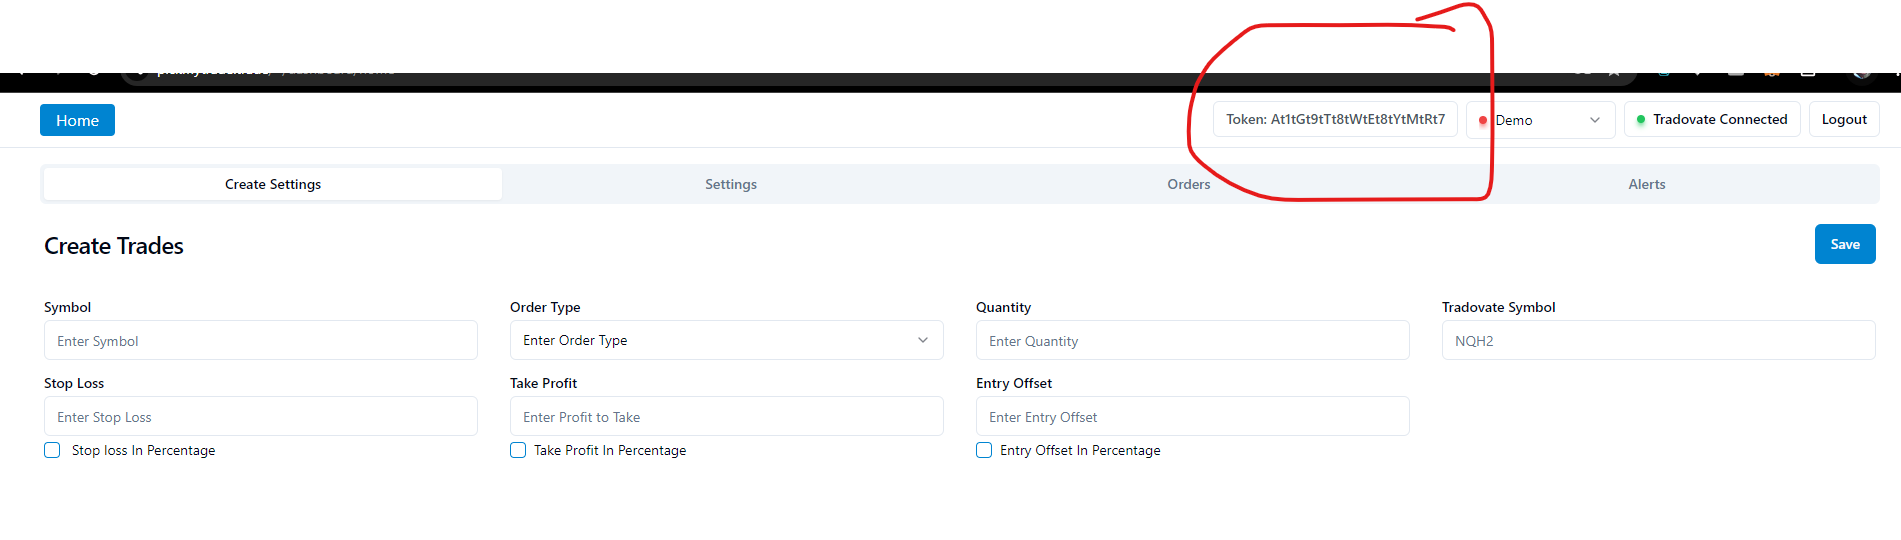 Home
Token: At1tGt9tTt8tWtEt8tYtMtRt7
Demo
Tradovate Connected
Logout
Create Settings
Settings
Orders
Alerts
Create Trades
Save
Symbol
Order Type
Quantity
Tradovate Symbol
Enter Symbol
Enter Order Type
Enter Quantity
NQH2
Stop Loss
Take Profit
Entry Offset
Enter Stop Loss
Enter Profit to Take
Enter Entry Offset
Stop loss In Percentage
Take Profit In Percentage
Entry Offset In Percentage